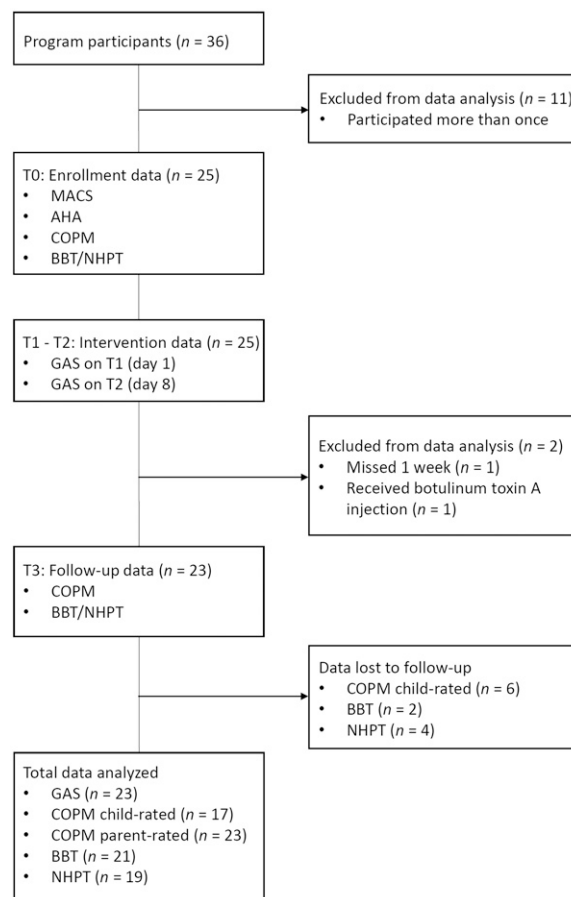 Program participants (n = 36)
Excluded from data analysis (n = 11)
• Participated more than once
T0: Enrollment data (n = 25)
• MACS
• AHA
• COPM
• BBT/NHPT
T1 - T2: Intervention data (n = 25)
• GAS on T1 (day 1)
• GAS on T2 (day 8)
Excluded from data analysis (n = 2)
• Missed 1 week (n = 1)
• Received botulinum toxin A
injection (n = 1)
T3: Follow-up data (n = 23)
• COPM
• BBT/NHPT
Data lost to follow-up
• COPM child-rated (n = 6)
• BBT (n = 2)
• NHPT (n = 4)
Total data analyzed
• GAS (n = 23)
• COPM child-rated (n = 17)
• COPM parent-rated (n = 23)
• BBT (n = 21)
• NHPT (n = 19)